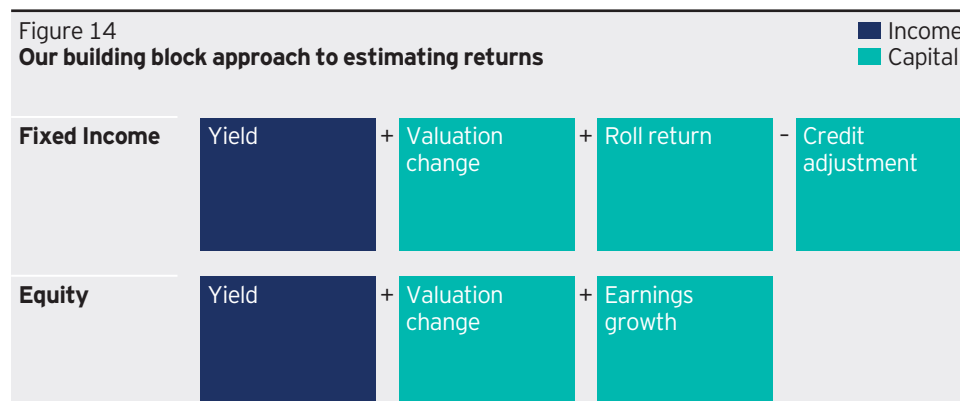 Figure 14
Our building block approach to estimating returns
Income
Capital
Fixed Income
Yield
+
Valuation
change
+
Roll return
-
Credit
adjustment
Equity
Yield
+
Valuation
change
+
Earnings
growth